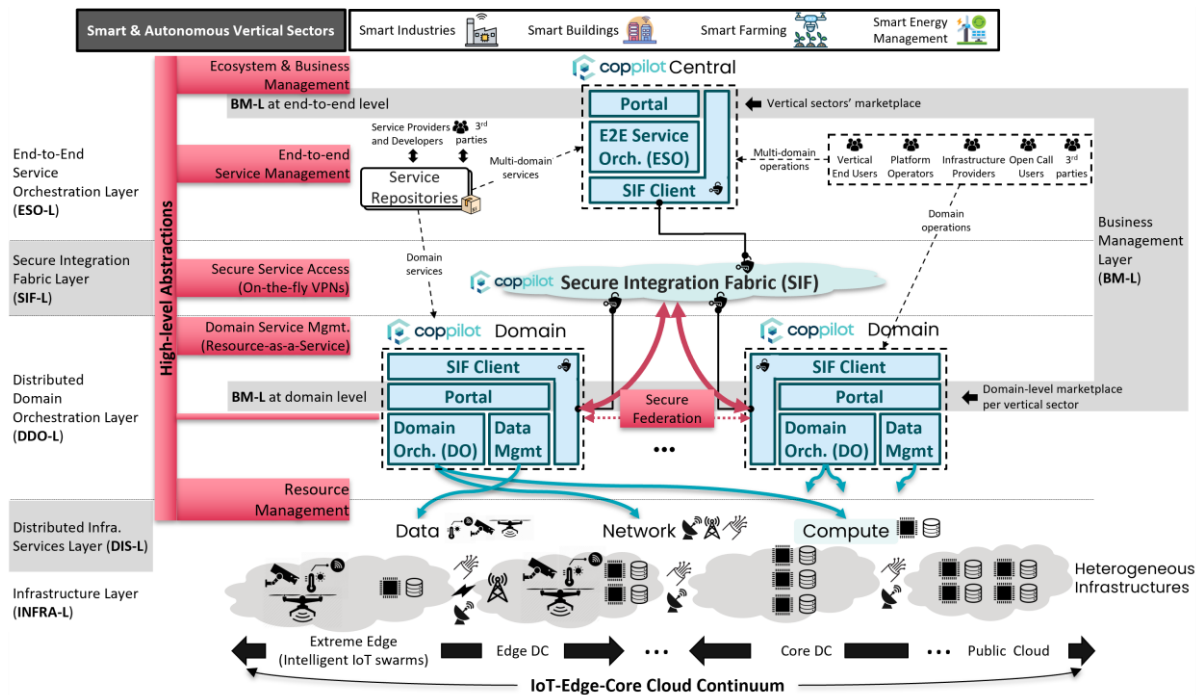 Smart & Autonomous Vertical Sectors
Smart Industries
Smart Buildings
Smart Farming
Smart Energy
Management
Ecosystem & Business
Management
coppilot Central
BM-L at end-to-end level
Portal
Vertical sectors' marketplace
Service Providers
and Developers
3rd
parties
E2E Service
Orch. (ESO)
Multi-domain
services
Multi-domain
operations
Vertical
End Users
Platform
Operators
Infrastructure
Providers
Open Call
Users
3rd
parties
End-to-End
Service
Orchestration Layer
(ESO-L)
End-to-end
Service Management
Service
Repositories
SIF Client
Domain
operations
High-level Abstractions
Business
Management
Layer
(BM-L)
Secure Integration
Fabric Layer
(SIF-L)
Secure Service Access
(On-the-fly VPNs)
Domain
services
coppilot Secure Integration Fabric (SIF)
Domain Service Mgmt.
(Resource-as-a-Service)
coppilot Domain
coppilot Domain
SIF Client
SIF Client
Distributed
Domain
Orchestration Layer
(DDO-L)
BM-L at domain level
Portal
Secure
Federation
Portal
Domain-level marketplace
per vertical sector
Domain
Orch. (DO)
Data
Mgmt
...
Domain
Orch. (DO)
Data
Mgmt
Resource
Management
Distributed Infra.
Services Layer (DIS-L)
Data
Network
Compute
Infrastructure Layer
(INFRA-L)
Heterogeneous
Infrastructures
Extreme Edge
(Intelligent IoT swarms)
Edge DC
...
Core DC
...
Public Cloud
IoT-Edge-Core Cloud Continuum